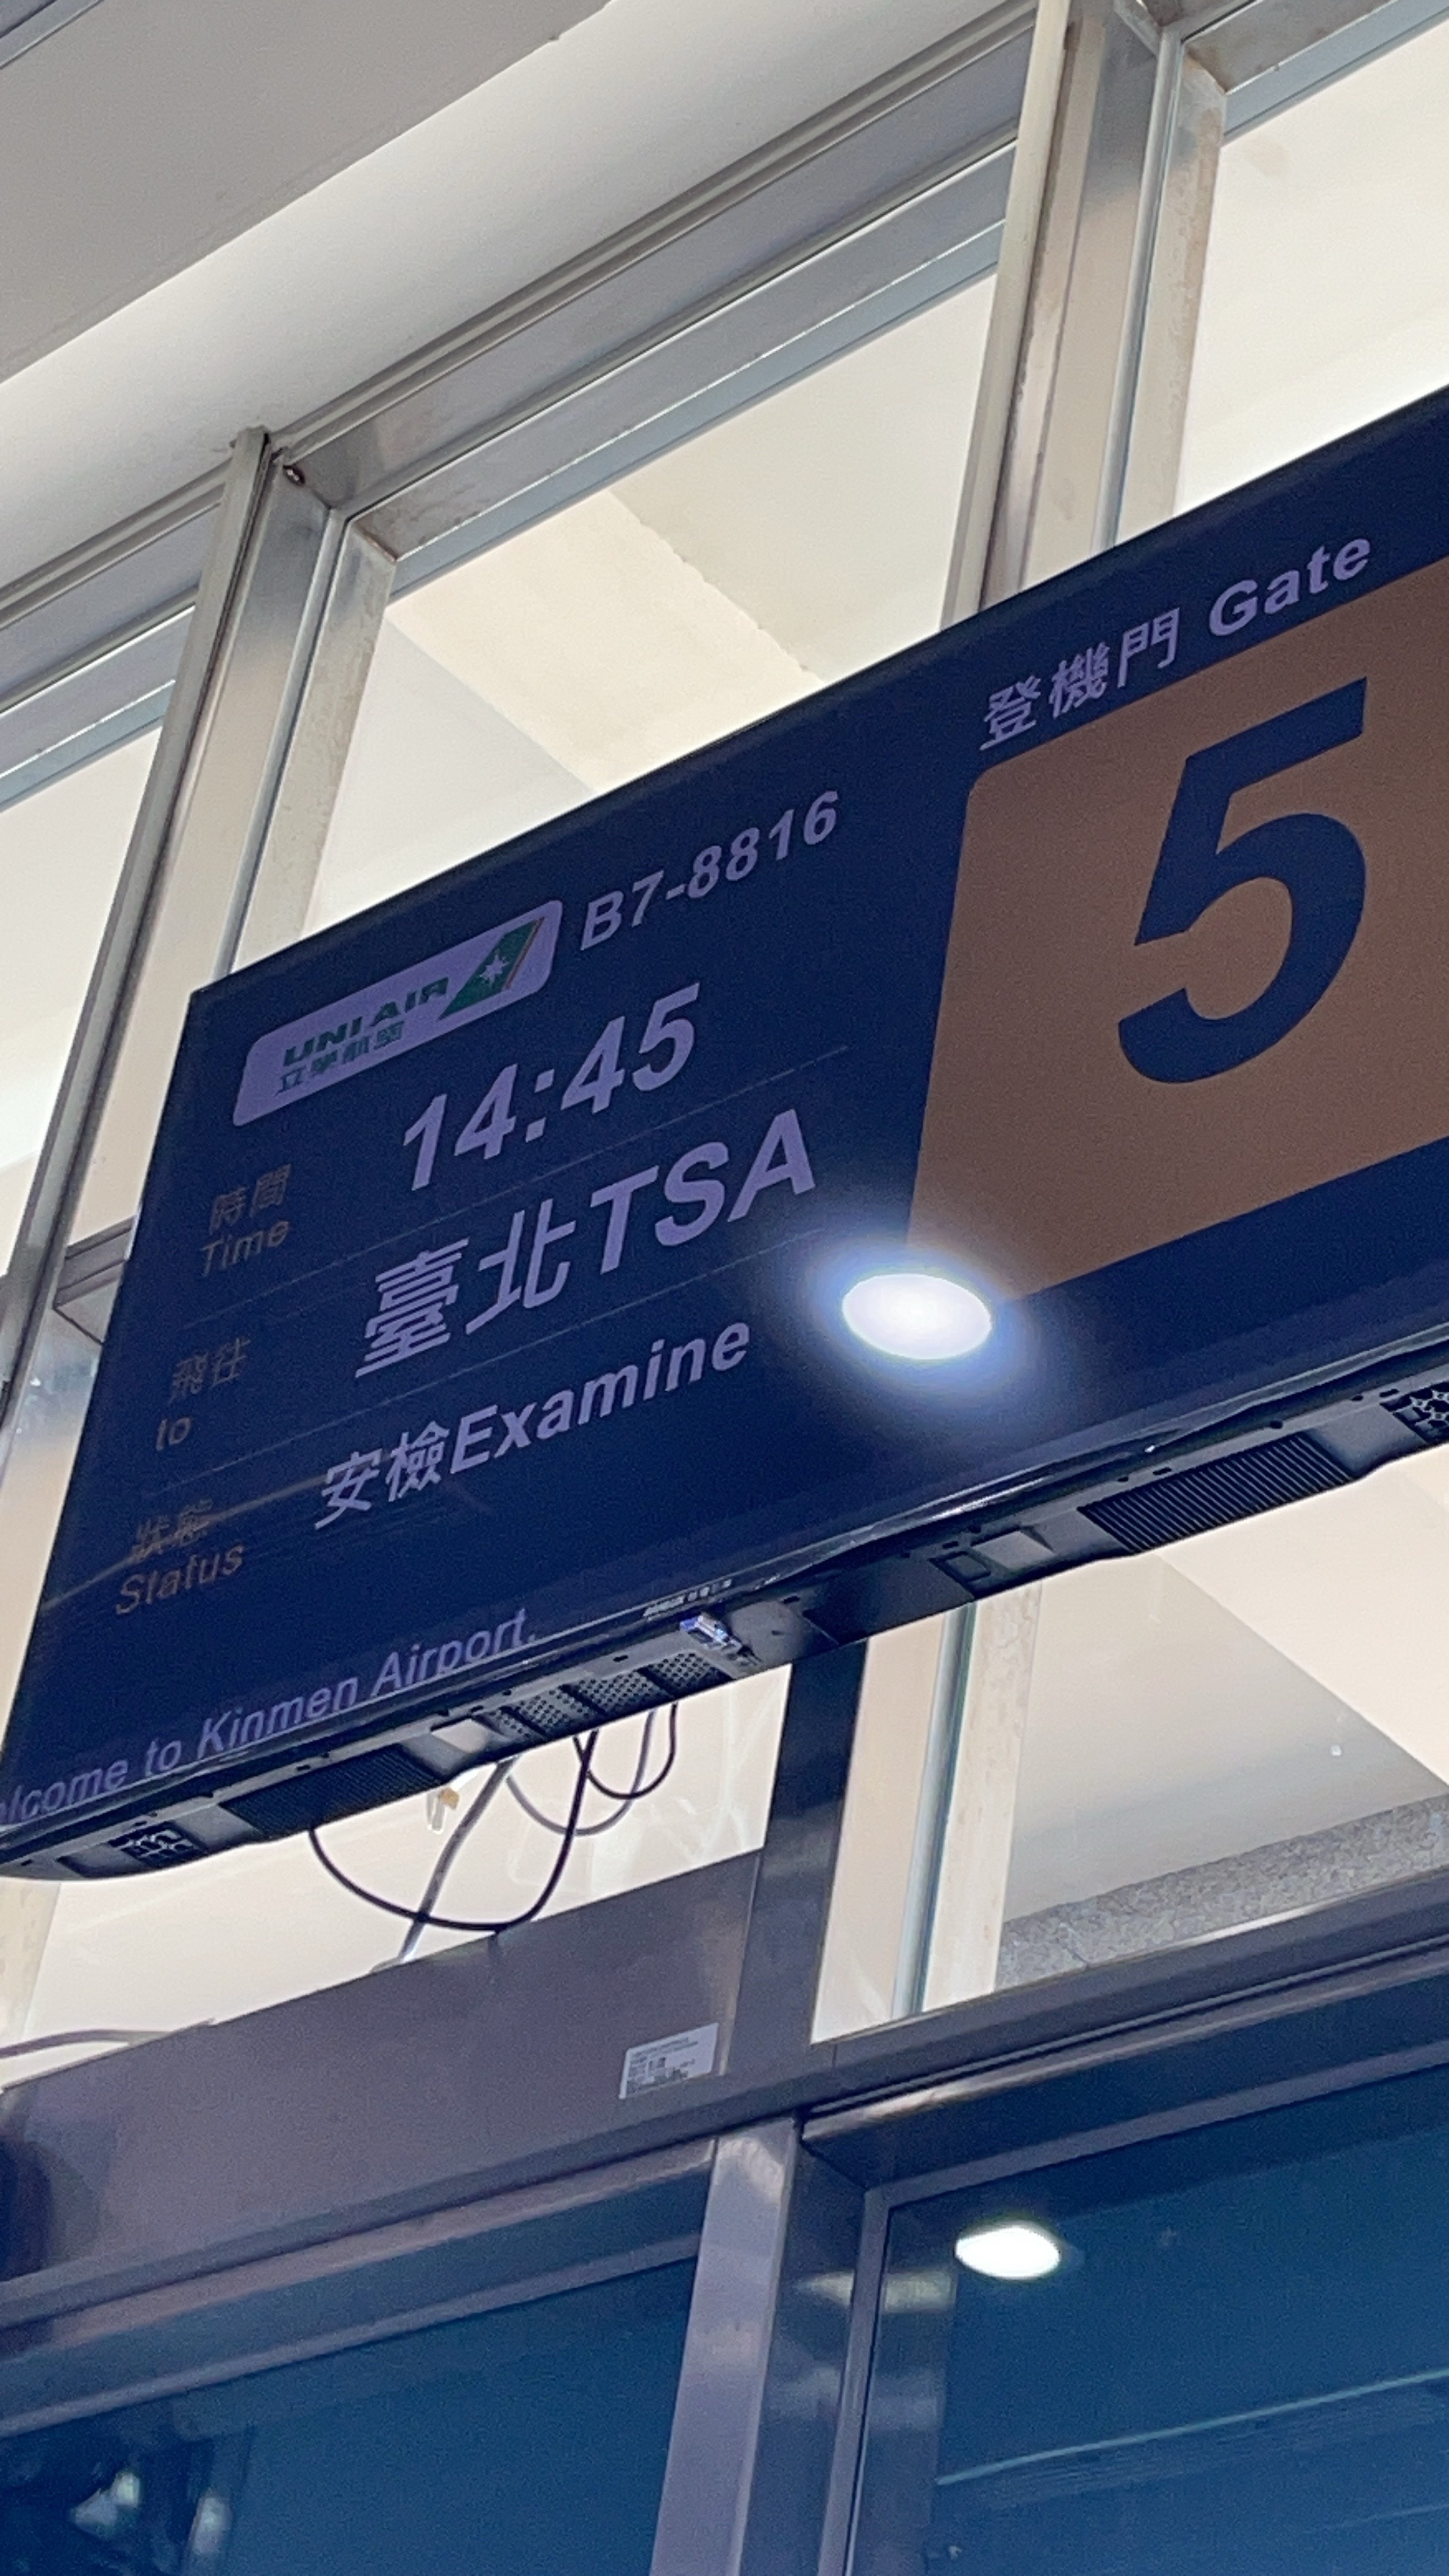 登機門 Gate
5
UNI AIR
立榮航空
B7-8816
時間
Time
14:45
飛往
to
臺北TSA
狀態
Status
安檢Examine
elcome to Kinmen Airport.